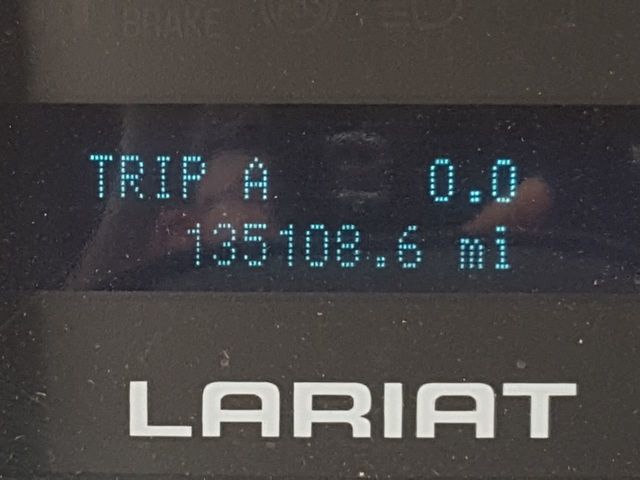 BRAKE
TRIP A 0.0
135108.6 mi
LARIAT